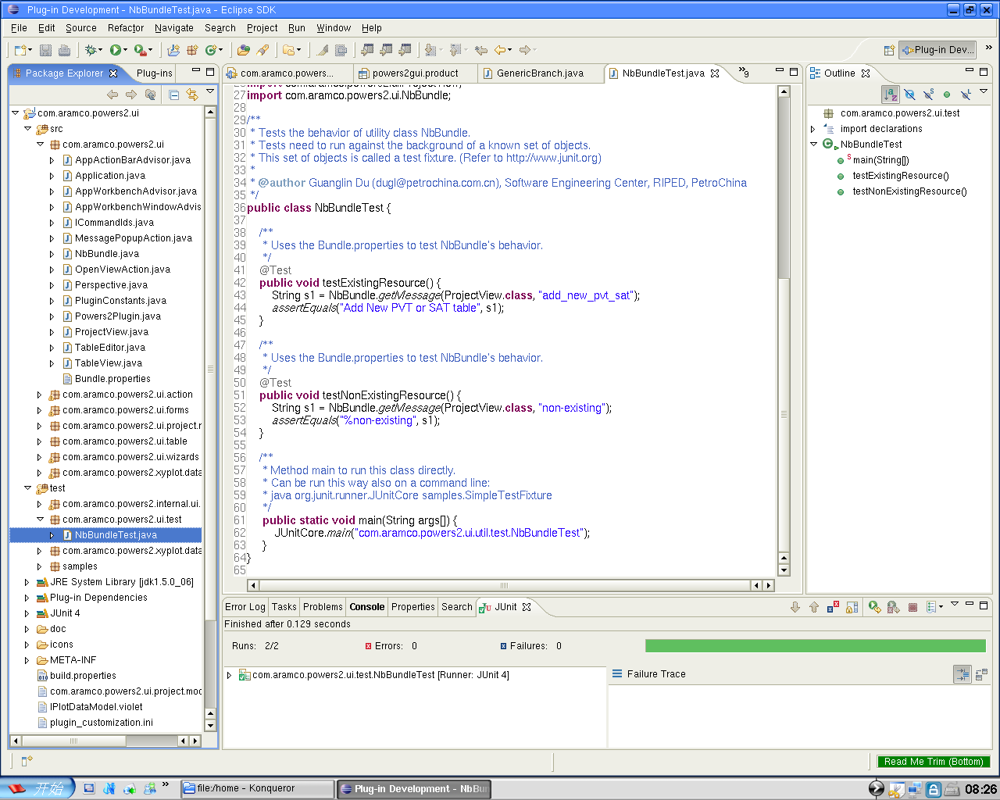 Plug-in Development - NbBundleTest.java - Eclipse SDK
File Edit Source Refactor Navigate Search Project Run Window Help
Plug-in Dev...
Package Explorer
Plug-ins
com.aramco.powers2.ui
src
com.aramco.powers2.ui
AppActionBarAdvisor.java
Application.java
AppWorkbenchAdvisor.java
AppWorkbenchWindowAdvis
ICommandIds.java
MessagePopupAction.java
NbBundle.java
OpenViewAction.java
Perspective.java
PluginConstants.java
Powers2Plugin.java
ProjectView.java
TableEditor.java
TableView.java
Bundle.properties
com.aramco.powers2.ui.action
com.aramco.powers2.ui.forms
com.aramco.powers2.ui.project.r
com.aramco.powers2.ui.table
com.aramco.powers2.ui.wizards
com.aramco.powers2.xyplot.data
test
com.aramco.powers2.internal.ui.
com.aramco.powers2.ui.test
NbBundleTest.java
com.aramco.powers2.xyplot.data
samples
JRE System Library [jdk1.5.0_06]
Plug-in Dependencies
JUnit 4
doc
icons
META-INF
build.properties
com.aramco.powers2.ui.project.moc
IPlotDataModel.violet
plugin_customization.ini
com.aramco.powers...
powers2gui.product
GenericBranch.java
NbBundleTest.java
»9
27 import com.aramco.powers2.ui.NbBundle;
28
29 /**
30 * Tests the behavior of utility class NbBundle.
31 * Tests need to run against the background of a known set of objects.
32 * This set of objects is called a test fixture. (Refer to http://www.junit.org)
33 *
34 * @author Guanglin Du (dugl@petrochina.com.cn), Software Engineering Center, RIPED, PetroChina
35 */
36 public class NbBundleTest {
37
38 /**
39 * Uses the Bundle.properties to test NbBundle's behavior.
40 */
41 @Test
42 public void testExistingResource() {
43 String s1 = NbBundle.getMessage(ProjectView.class, "add_new_pvt_sat");
44 assertEquals("Add New PVT or SAT table", s1);
45 }
46
47 /**
48 * Uses the Bundle.properties to test NbBundle's behavior.
49 */
50 @Test
51 public void testNonExistingResource() {
52 String s1 = NbBundle.getMessage(ProjectView.class, "non-existing");
53 assertEquals("%non-existing", s1);
54 }
55
56 /**
57 * Method main to run this class directly.
58 * Can be run this way also on a command line:
59 * java org.junit.runner.JUnitCore samples.SimpleTestFixture
60 */
61 public static void main(String args[]) {
62 JUnitCore.main("com.aramco.powers2.ui.util.test.NbBundleTest");
63 }
64 }
65
Outline
com.aramco.powers2.ui.test
import declarations
NbBundleTest
main(String[])
testExistingResource()
testNonExistingResource()
Error Log Tasks Problems Console Properties Search JUnit
Finished after 0.129 seconds
Runs: 2/2 Errors: 0 Failures: 0
com.aramco.powers2.ui.test.NbBundleTest [Runner: JUnit 4]
Failure Trace
Read Me Trim (Bottom)
开始
file:/home - Konqueror
Plug-in Development - NbBun
08:26